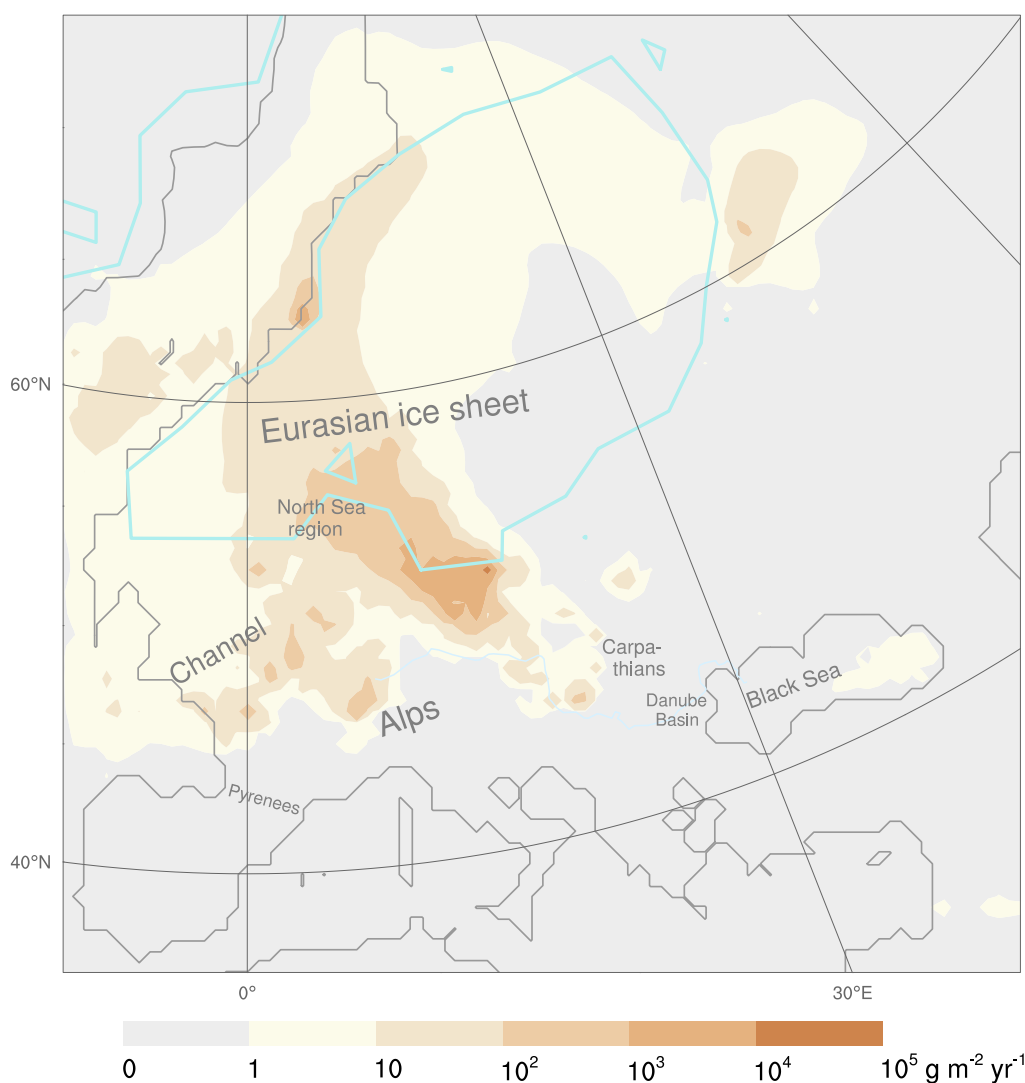 60°N
Eurasian ice sheet
North Sea
region
Channel
Carpa-
thians
Alps
Danube
Basin
Black Sea
Pyrenees
40°N
0°
30°E
0 1 10 10² 10³ 10⁴ 10⁵ g m⁻² yr⁻¹